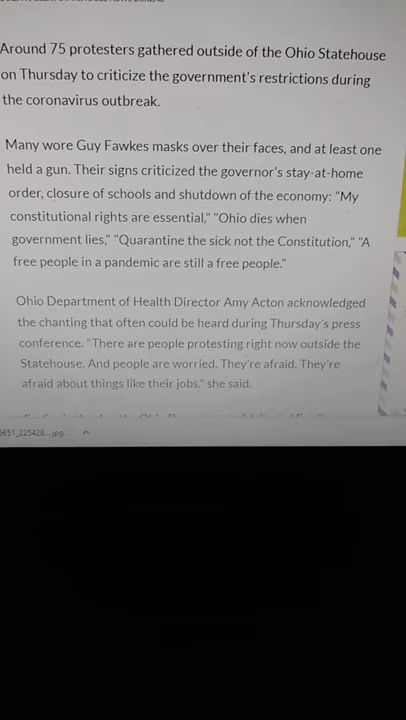 Around 75 protesters gathered outside of the Ohio Statehouse
on Thursday to criticize the government's restrictions during
the coronavirus outbreak.
Many wore Guy Fawkes masks over their faces, and at least one
held a gun. Their signs criticized the governor's stay-at-home
order, closure of schools and shutdown of the economy: "My
constitutional rights are essential," "Ohio dies when
government lies," "Quarantine the sick not the Constitution," "A
free people in a pandemic are still a free people."
Ohio Department of Health Director Amy Acton acknowledged
the chanting that often could be heard during Thursday's press
conference. "There are people protesting right now outside the
Statehouse. And people are worried. They're afraid. They're
afraid about things like their jobs," she said.
5651_225428....jpg